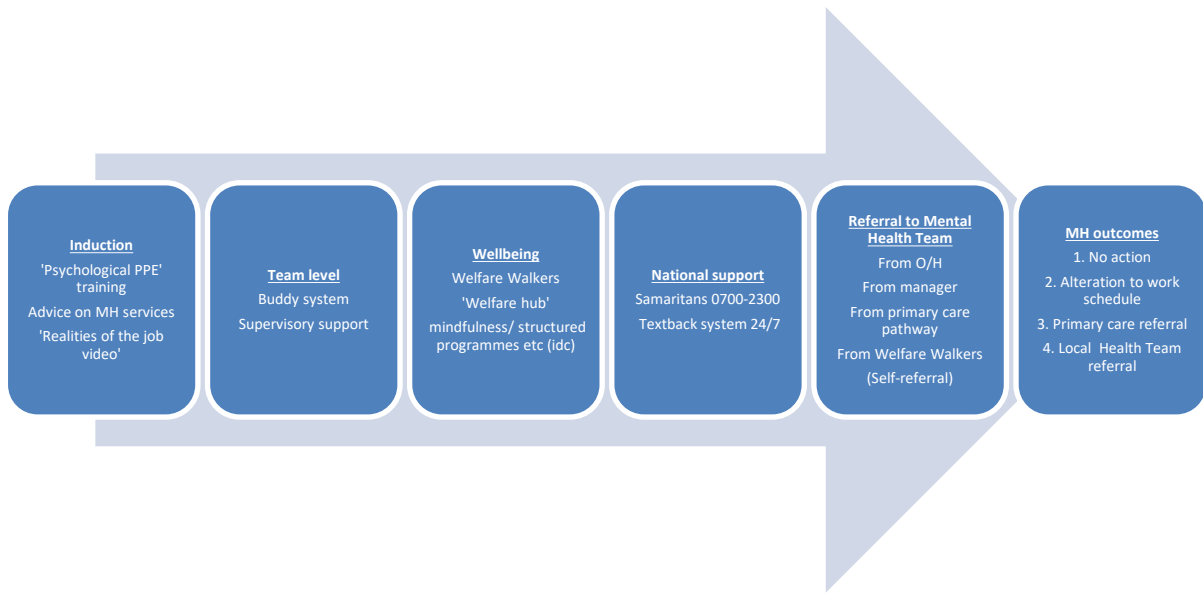 Induction
'Psychological PPE'
training
Advice on MH services
'Realities of the job
video'
Team level
Buddy system
Supervisory support
Wellbeing
Welfare Walkers
'Welfare hub'
mindfulness/ structured
programmes etc (idc)
National support
Samaritans 0700-2300
Textback system 24/7
Referral to Mental
Health Team
From O/H
From manager
From primary care
pathway
From Welfare Walkers
(Self-referral)
MH outcomes
1. No action
2. Alteration to work
schedule
3. Primary care referral
4. Local Health Team
referral